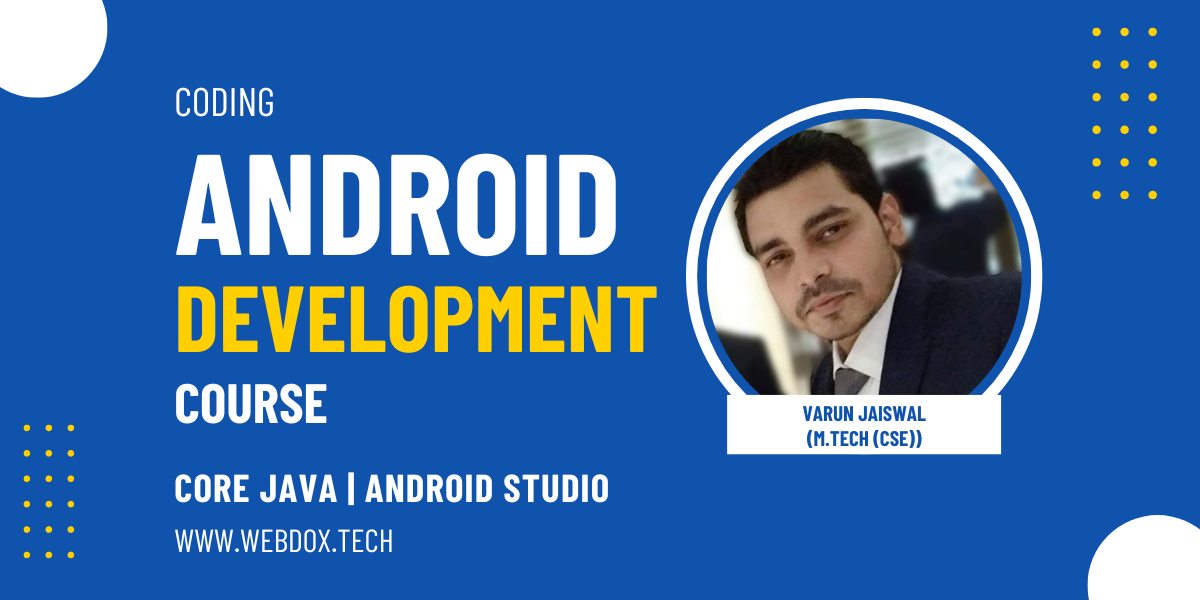 CODING
ANDROID
DEVELOPMENT
COURSE
CORE JAVA | ANDROID STUDIO
WWW.WEBDOX.TECH
VARUN JAISWAL
(M.TECH (CSE))